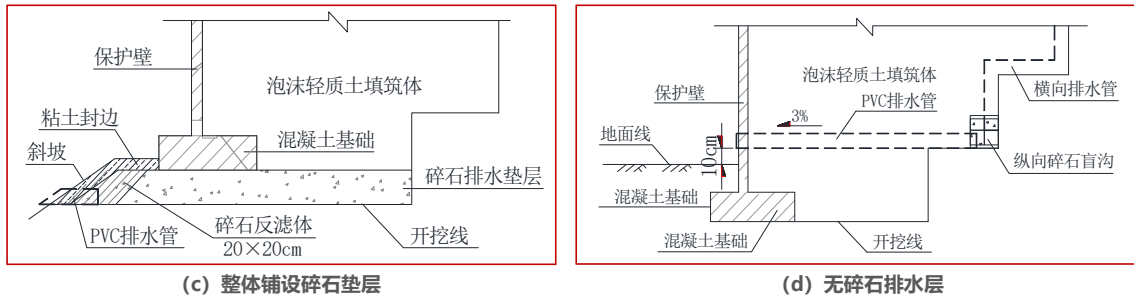 保护壁
泡沫轻质土填筑体
粘土封边
混凝土基础
斜坡
碎石排水垫层
碎石反滤体
PVC排水管
20×20cm
开挖线
(c) 整体铺设碎石垫层
泡沫轻质土填筑体
横向排水管
保护壁
PVC排水管
3%
地面线
10cm
纵向碎石盲沟
混凝土基础
混凝土基础
开挖线
(d) 无碎石排水层